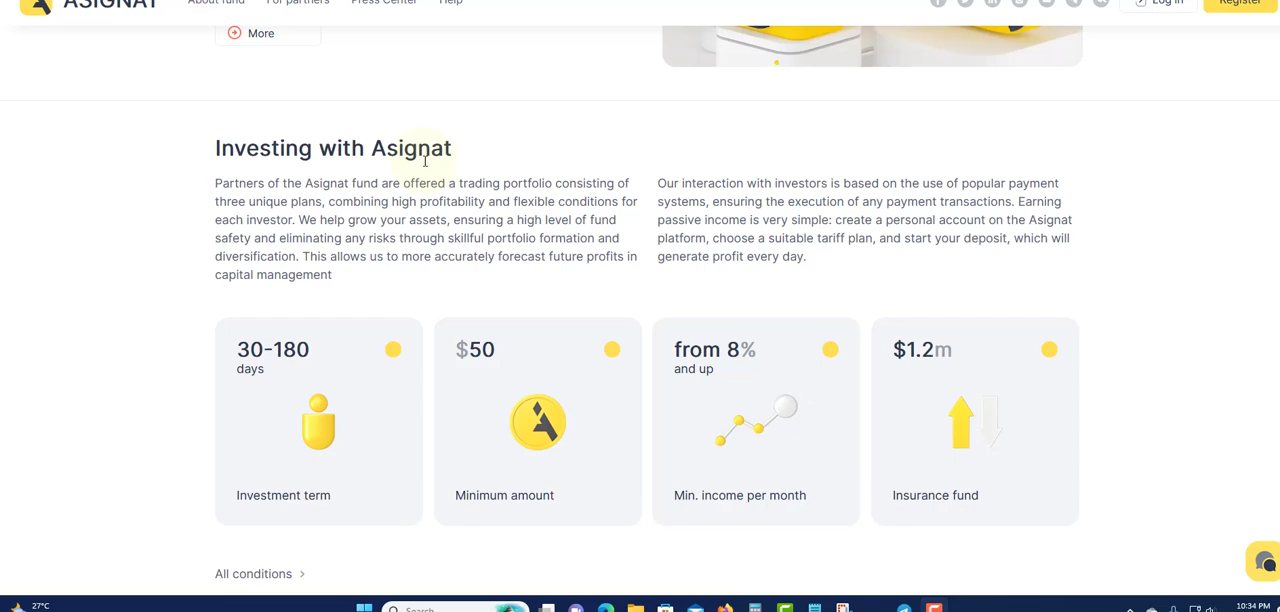 ASIGNAT
About fund
For partners
Press Center
Help
Log in
Register
More
Investing with Asignat
Partners of the Asignat fund are offered a trading portfolio consisting of
three unique plans, combining high profitability and flexible conditions for
each investor. We help grow your assets, ensuring a high level of fund
safety and eliminating any risks through skillful portfolio formation and
diversification. This allows us to more accurately forecast future profits in
capital management
Our interaction with investors is based on the use of popular payment
systems, ensuring the execution of any payment transactions. Earning
passive income is very simple: create a personal account on the Asignat
platform, choose a suitable tariff plan, and start your deposit, which will
generate profit every day.
30-180
days
Investment term
$50
Minimum amount
from 8%
and up
Min. income per month
$1.2m
Insurance fund
All conditions
27°C
Search
10:34 PM